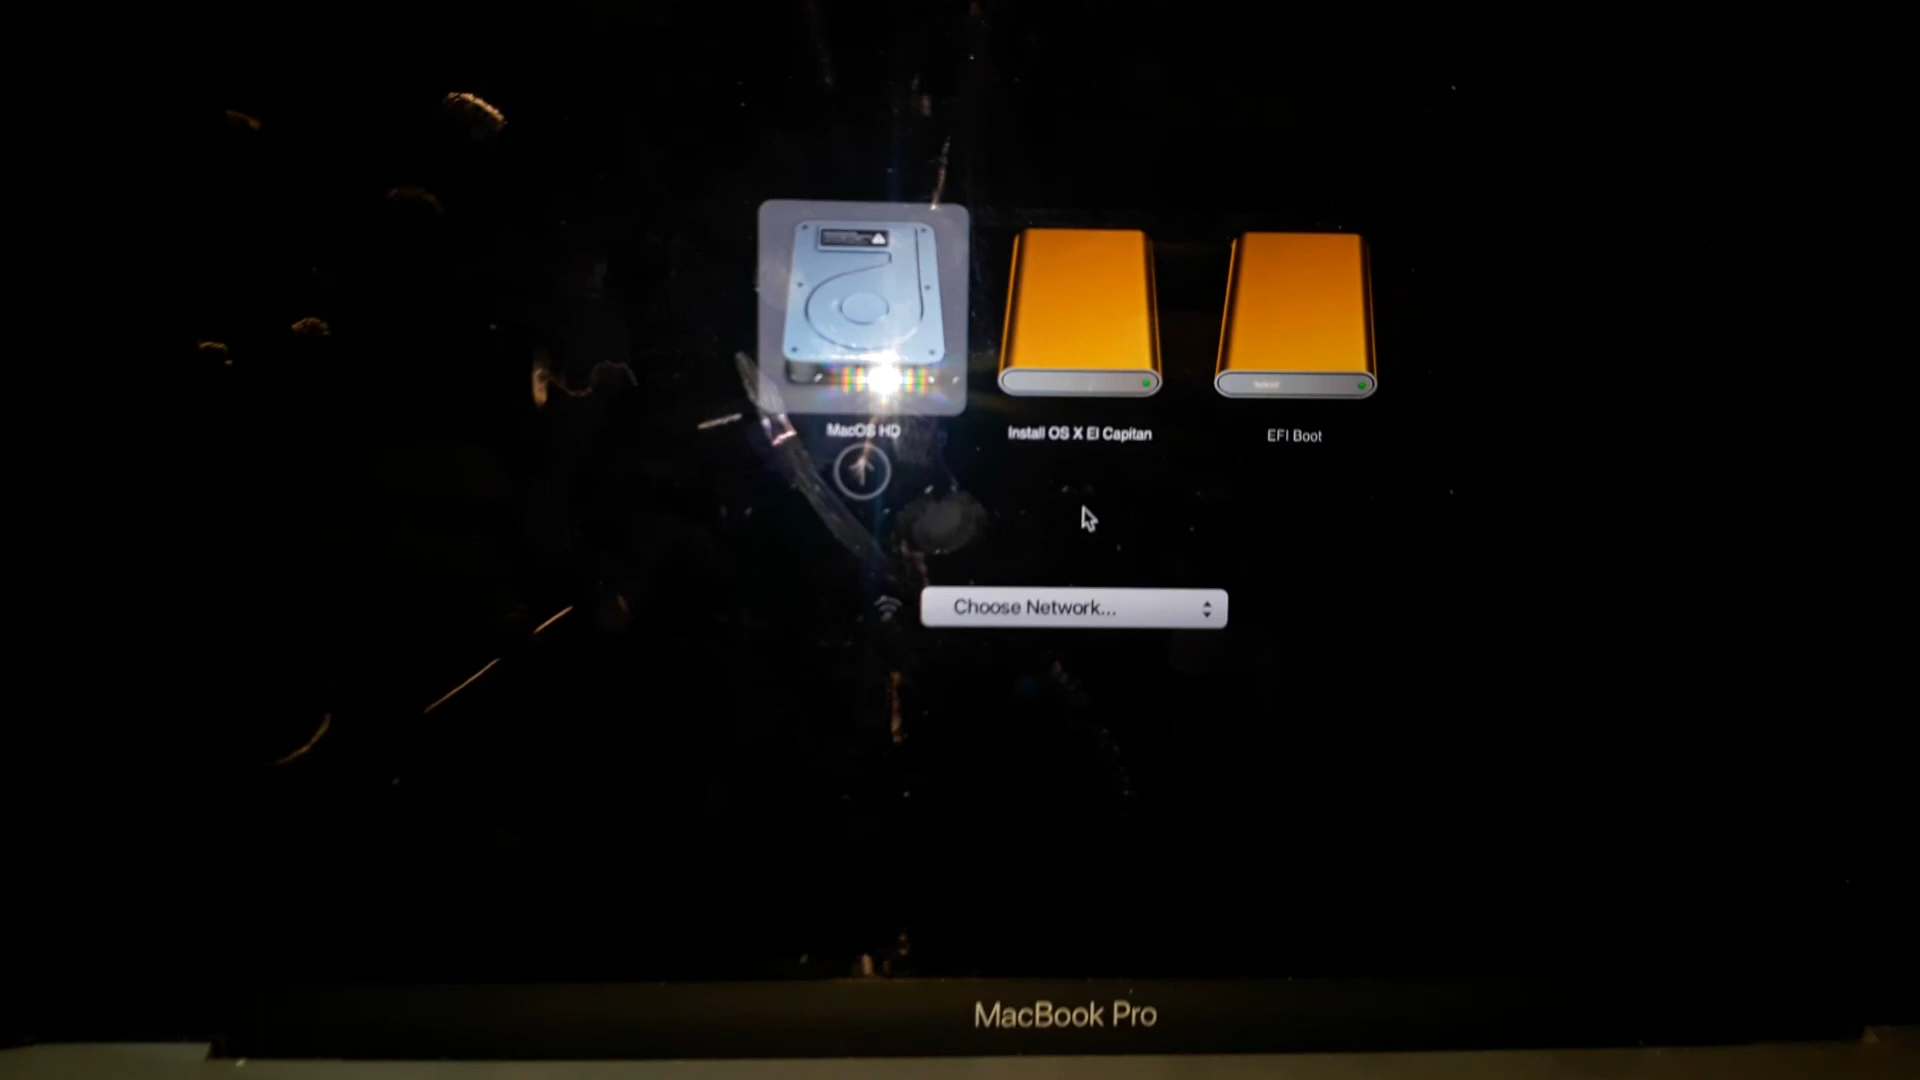 MacOS HD
Install OS X El Capitan
EFI Boot
Choose Network...
MacBook Pro